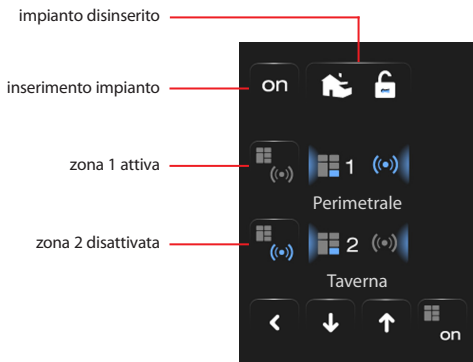 impianto disinserito
inserimento impianto
on
zona 1 attiva
1
Perimetrale
zona 2 disattivata
2
Taverna
on